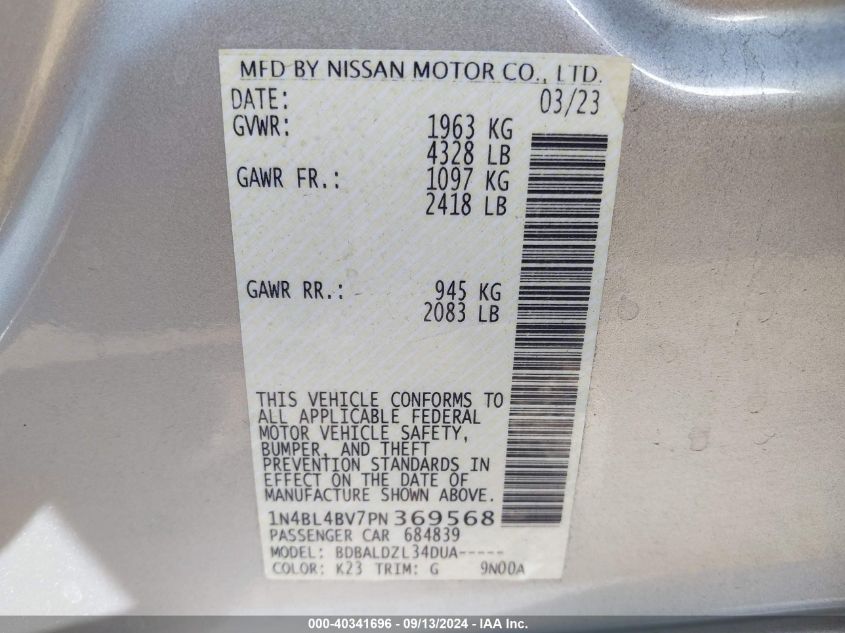 MFD BY NISSAN MOTOR CO., LTD.
DATE: 03/23
GVWR: 1963 KG
4328 LB
GAWR FR.: 1097 KG
2418 LB
GAWR RR.: 945 KG
2083 LB
THIS VEHICLE CONFORMS TO
ALL APPLICABLE FEDERAL
MOTOR VEHICLE SAFETY,
BUMPER, AND THEFT
PREVENTION STANDARDS IN
EFFECT ON THE DATE OF
MANUFACTURE SHOWN ABOVE.
1N4BL4BV7PN369568
PASSENGER CAR 684839
MODEL: BDBALDZL34DUA-----
COLOR: K23 TRIM: G 9N00A
000-40341696 - 09/13/2024 - IAA Inc.